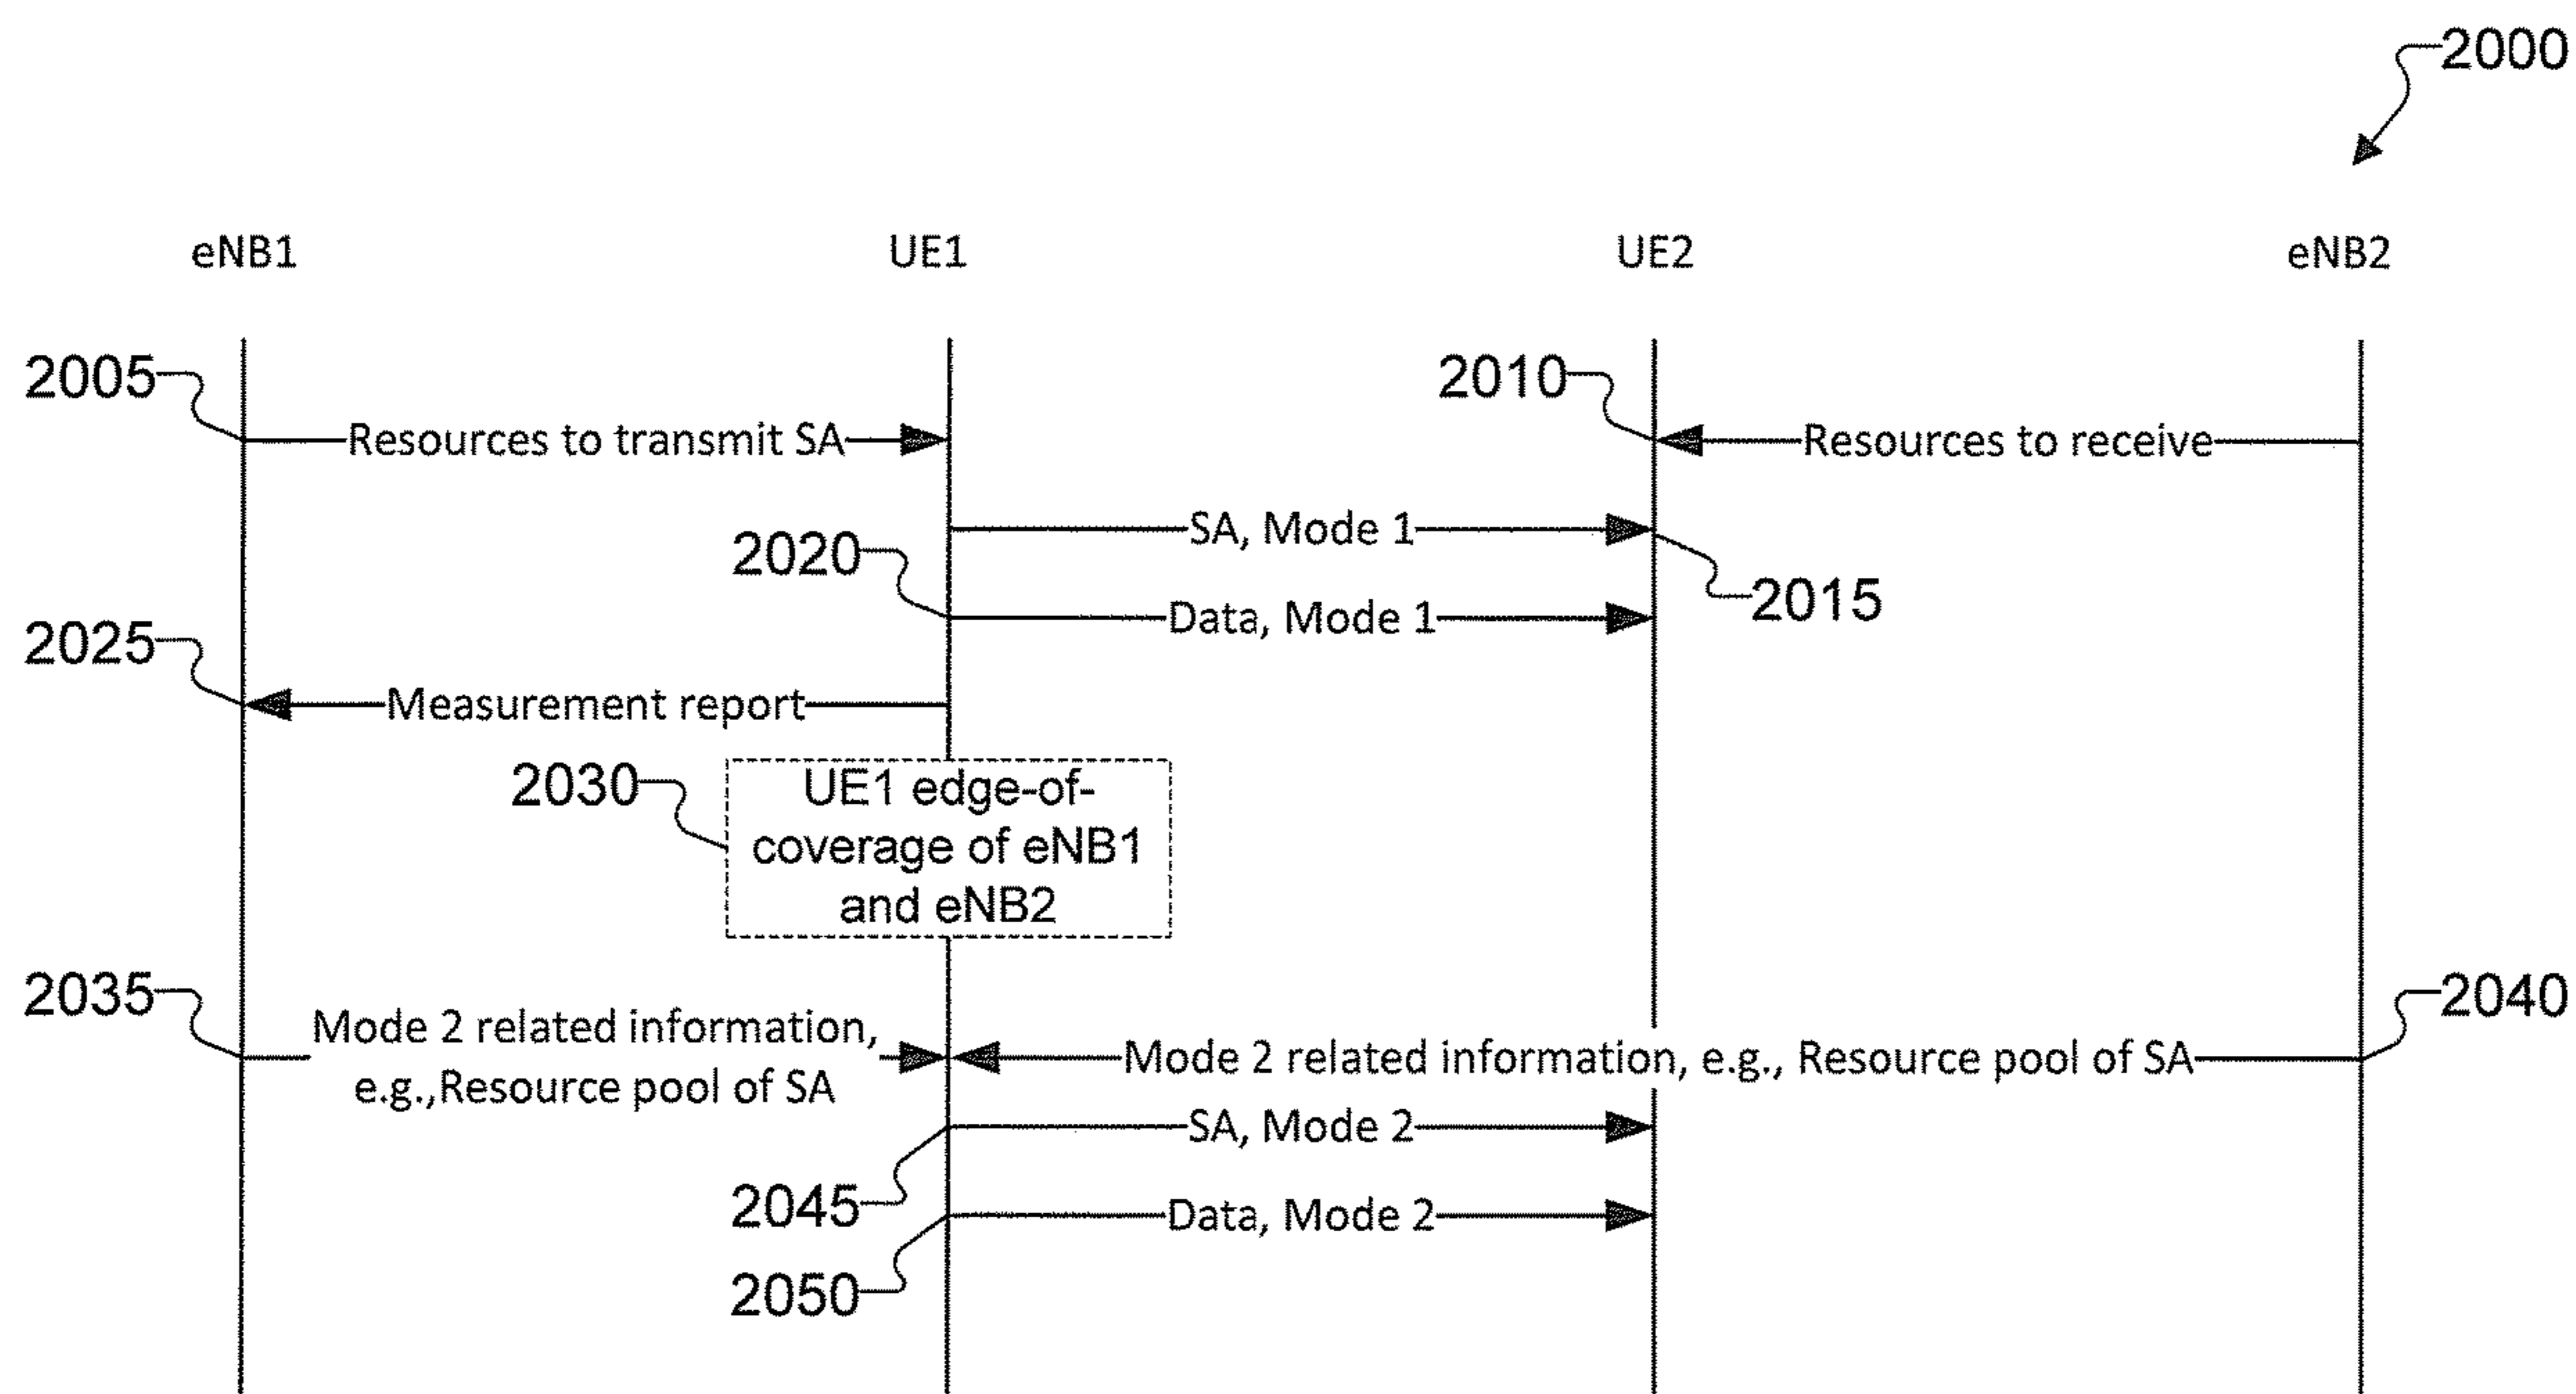 2000
eNB1
UE1
UE2
eNB2
2005
2010
Resources to transmit SA
Resources to receive
SA, Mode 1
2020
2015
Data, Mode 1
2025
Measurement report
2030
UE1 edge-of-
coverage of eNB1
and eNB2
2035
2040
Mode 2 related information,
e.g.,Resource pool of SA
Mode 2 related information, e.g., Resource pool of SA
SA, Mode 2
2045
Data, Mode 2
2050